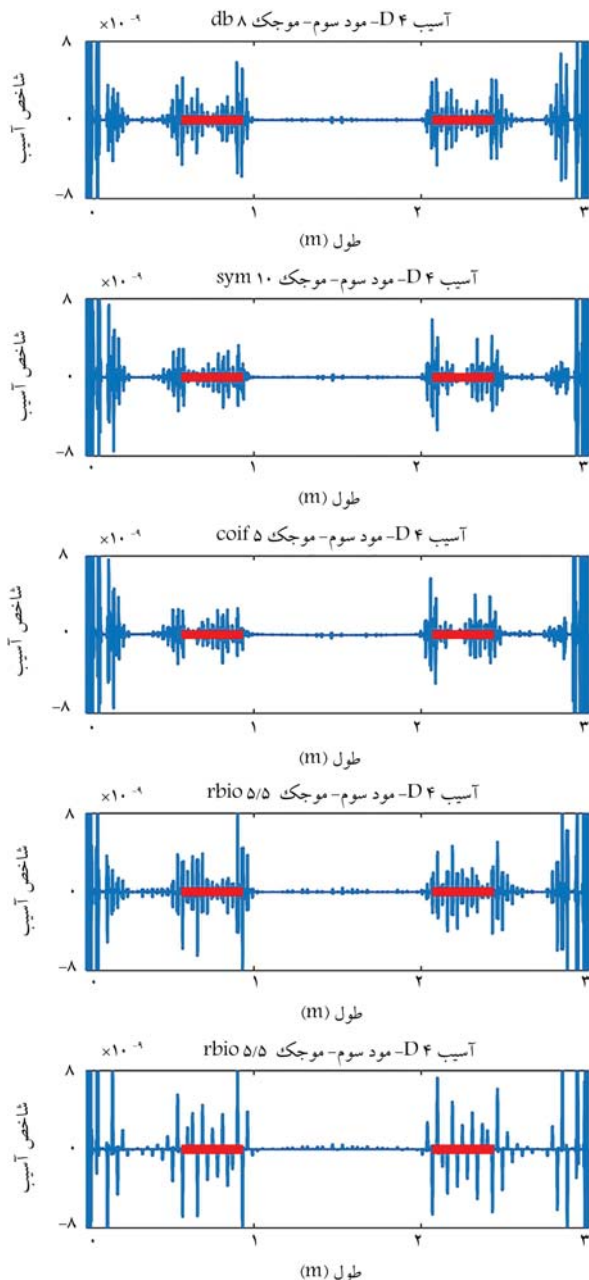 آسیب D ۴- مود سوم- موجک db ۸
×۱۰ ⁻⁹
۸
۰
-۸
شاخص آسیب
۰ ۱ ۲ ۳
طول (m)
آسیب D ۴- مود سوم- موجک sym ۱۰
×۱۰ ⁻⁹
۸
۰
-۸
شاخص آسیب
۰ ۱ ۲ ۳
طول (m)
آسیب D ۴- مود سوم- موجک coif ۵
×۱۰ ⁻⁹
۸
۰
-۸
شاخص آسیب
۰ ۱ ۲ ۳
طول (m)
آسیب D ۴- مود سوم- موجک rbio ۵/۵
×۱۰ ⁻⁹
۸
۰
-۸
شاخص آسیب
۰ ۱ ۲ ۳
طول (m)
آسیب D ۴- مود سوم- موجک rbio ۵/۵
×۱۰ ⁻⁹
۸
۰
-۸
شاخص آسیب
۰ ۱ ۲ ۳
طول (m)